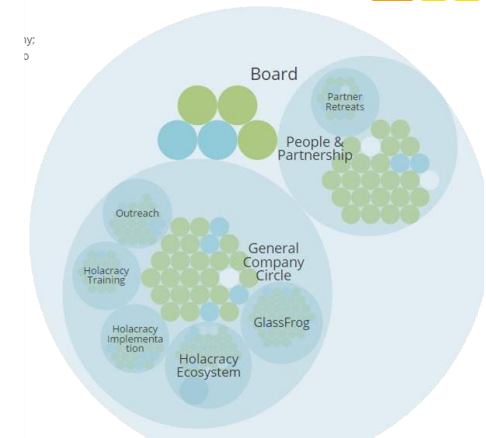 Board
Partner
Retreats
People &
Partnership
Outreach
General
Company
Circle
Holacracy
Training
GlassFrog
Holacracy
Implementa
tion
Holacracy
Ecosystem